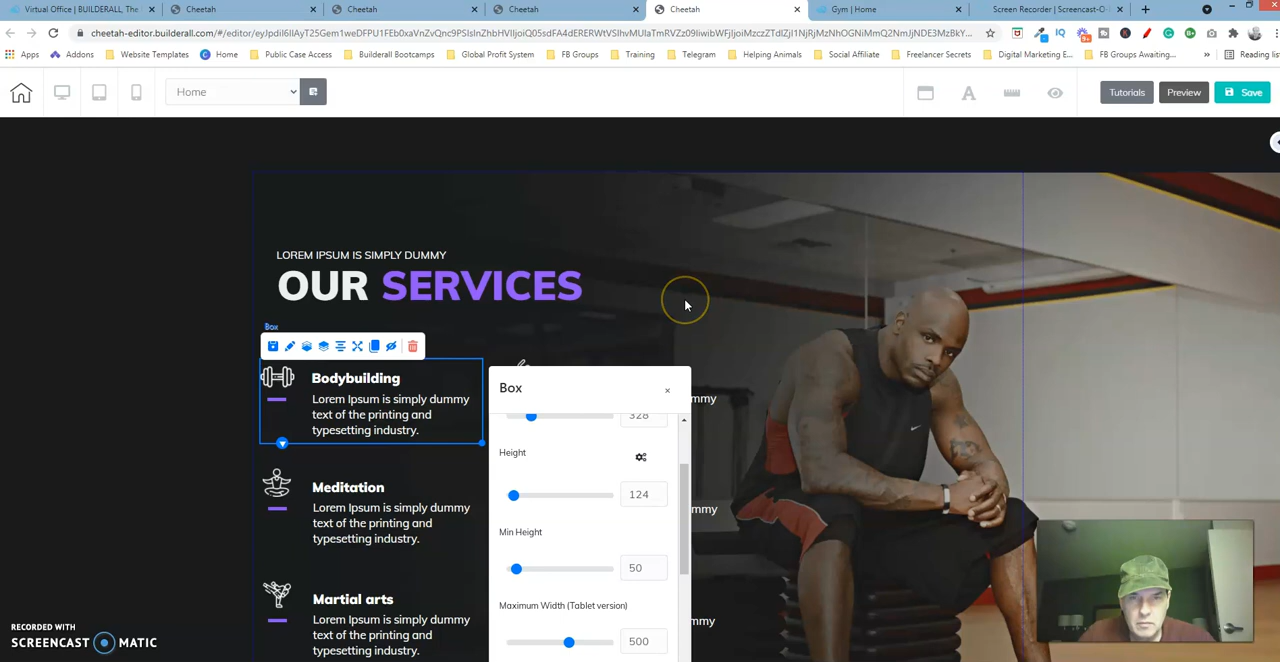 Virtual Office | BUILDERALL, The
Cheetah
Cheetah
Cheetah
Cheetah
Gym | Home
Screen Recorder | Screencast-O-
Apps
Addons
Website Templates
Home
Public Case Access
Builderall Bootcamps
Global Profit System
FB Groups
Training
Telegram
Helping Animals
Social Affiliate
Freelancer Secrets
Digital Marketing E...
FB Groups Awaiting...
Reading list
Home
Tutorials
Preview
Save
LOREM IPSUM IS SIMPLY DUMMY
OUR SERVICES
Box
Bodybuilding
Lorem Ipsum is simply dummy
text of the printing and
typesetting industry.
Meditation
Lorem Ipsum is simply dummy
text of the printing and
typesetting industry.
Martial arts
Lorem Ipsum is simply dummy
text of the printing and
typesetting industry.
Box
328
Height
124
Min Height
50
Maximum Width (Tablet version)
500
mmy
mmy
mmy
RECORDED WITH
SCREENCAST MATIC